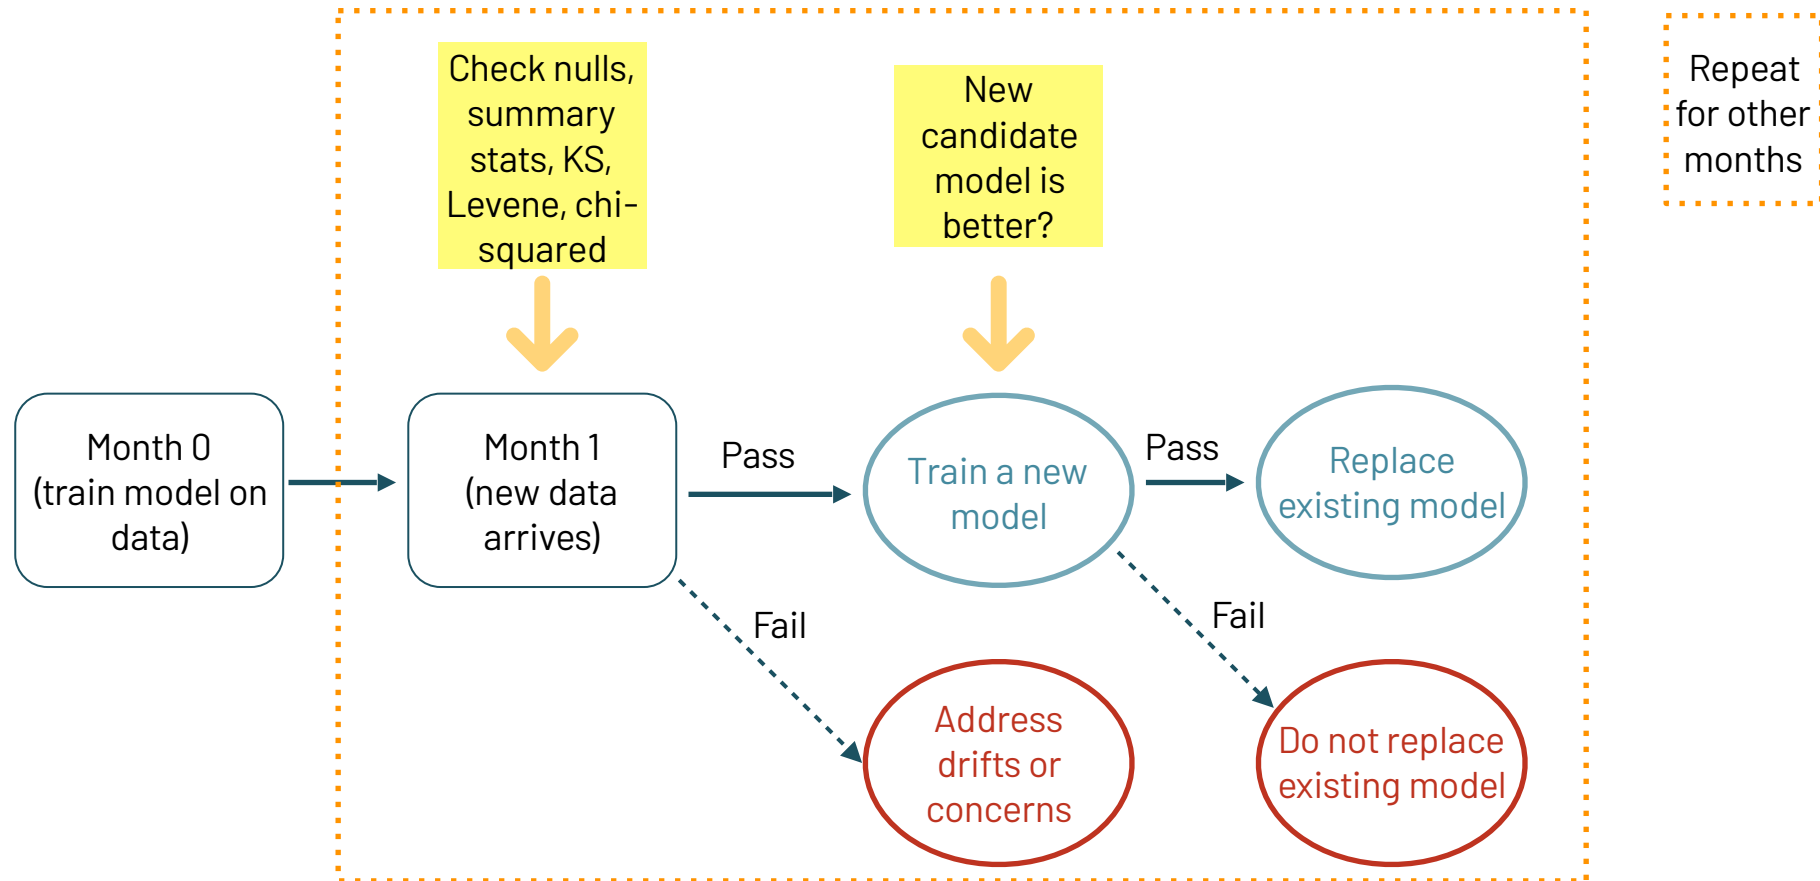 Check nulls,
summary
stats, KS,
Levene, chi-
squared
New
candidate
model is
better?
Repeat
for other
months
Month 0
(train model on
data)
Month 1
(new data
arrives)
Pass
Train a new
model
Pass
Replace
existing model
Fail
Address
drifts or
concerns
Fail
Do not replace
existing model